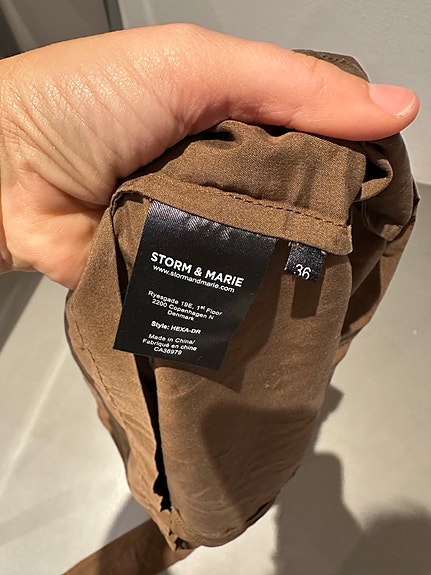 STORM & MARIE
www.stormandmarie.com
Ryesgade 19E, 1st Floor
2200 Copenhagen N
Denmark
Style: HEXA-DR
Made in China/
Fabriqué en chine
CA36979
36